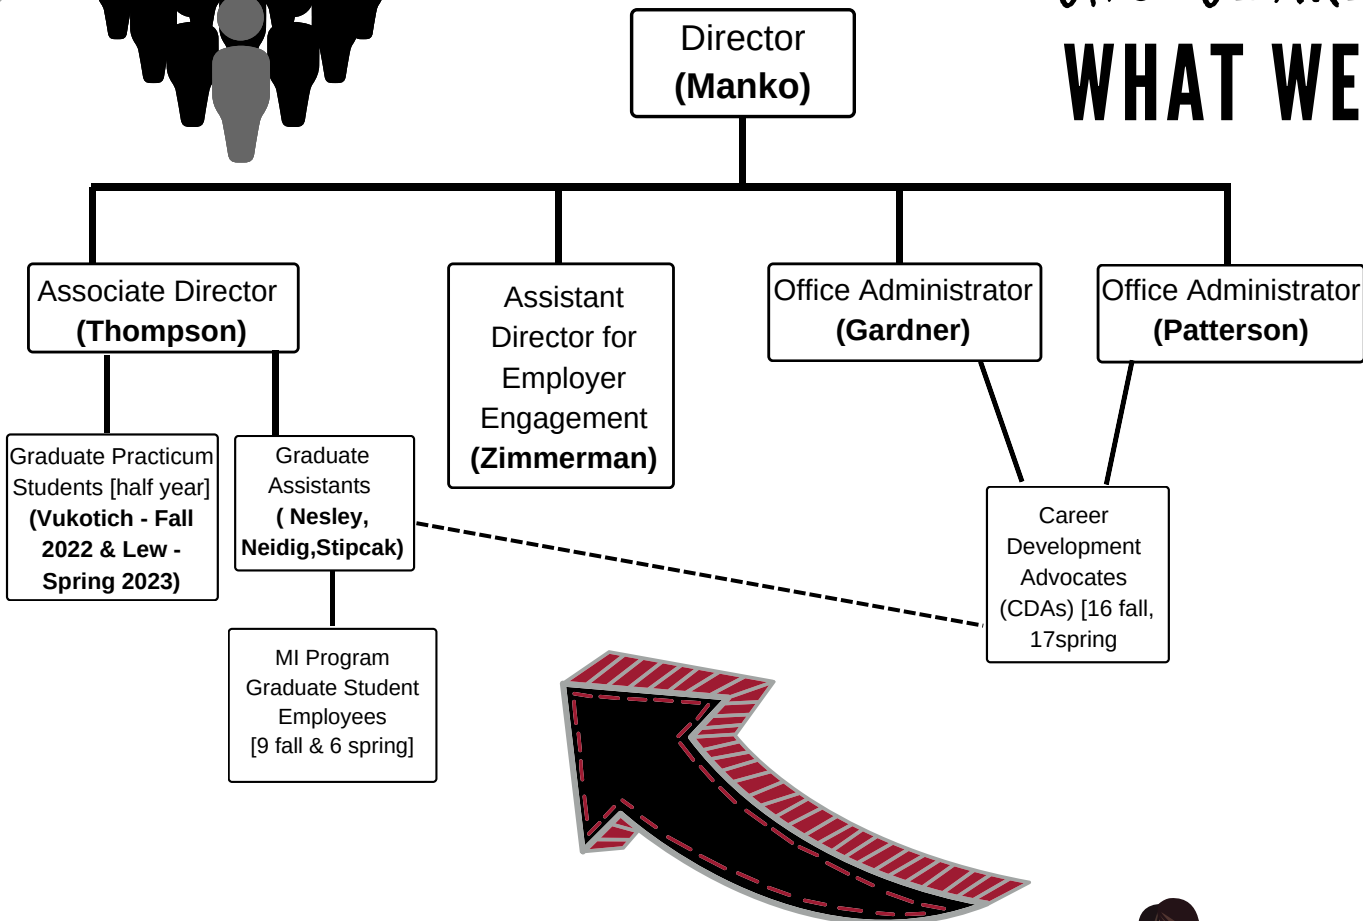 WHAT WE
Director
(Manko)
Associate Director
(Thompson)
Assistant
Director for
Employer
Engagement
(Zimmerman)
Office Administrator
(Gardner)
Office Administrator
(Patterson)
Graduate Practicum
Students [half year]
(Vukotich - Fall
2022 & Lew -
Spring 2023)
Graduate
Assistants
( Nesley,
Neidig,Stipcak)
Career
Development
Advocates
(CDAs) [16 fall,
17spring
MI Program
Graduate Student
Employees
[9 fall & 6 spring]